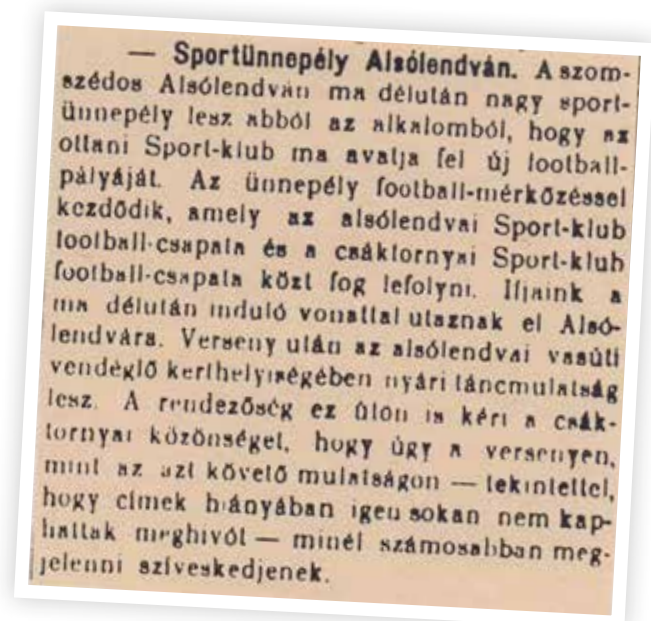 — Sportünnepély Alsólendván. A szom-
szédos Alsólendván ma délután nagy sport-
ünnepély lesz abból az alkalomból, hogy az
ottani Sport-klub ma avatja fel új football-
pályáját. Az ünnepély football-mérkőzéssel
kezdődik, amely az alsólendvai Sport-klub
football-csapata és a csáktornyai Sport-klub
football-csapata közt fog lefolyni. Ifjaink a
ma délután induló vonattal utaznak el Alsó-
lendvára. Verseny után az alsólendvai vasúti
vendéglő kerthelyiségében nyári táncmulatság
lesz. A rendezőség ez úton is kéri a csák-
tornyai közönséget, hogy úgy a versenyen,
mint az azt követő mulatságon — tekintettel,
hogy címek hiányában igen sokan nem kap-
hattak meghivót — minél számosabban meg-
jelenni szíveskedjenek.